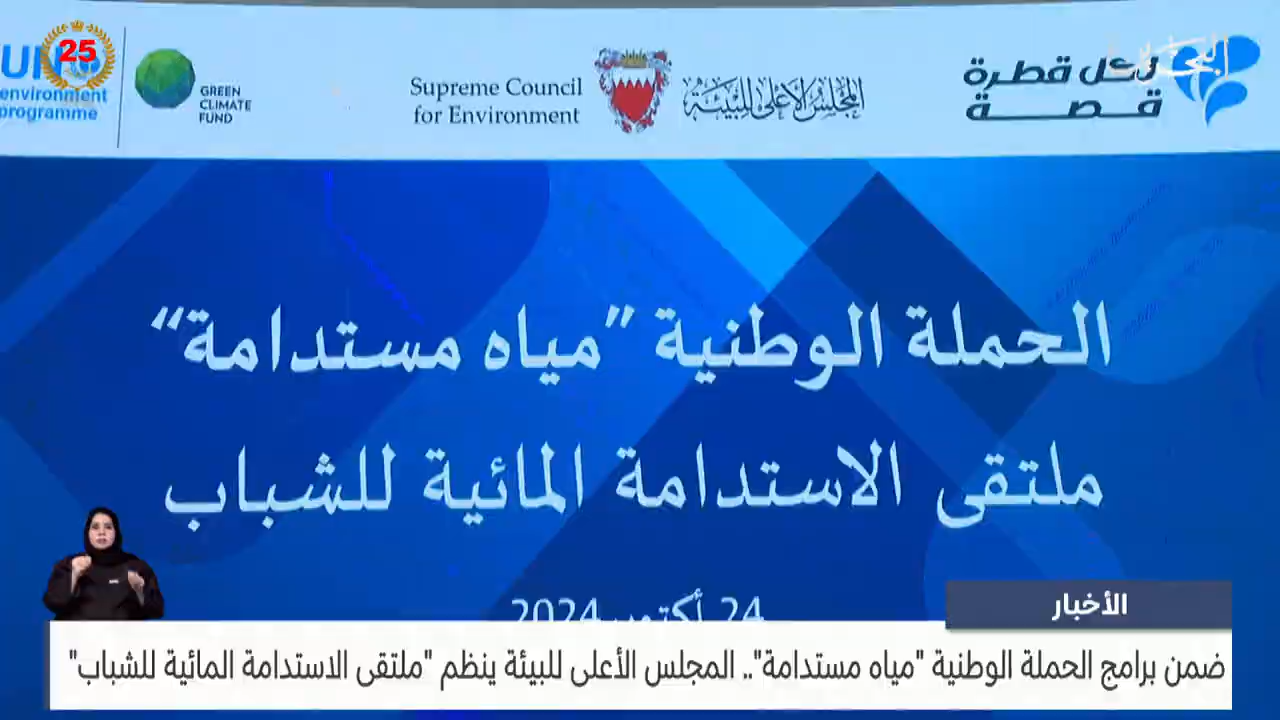 25
UN
environment
programme
GREEN
CLIMATE
FUND
Supreme Council
for Environment
المجلس الأعلى للبيئة
لكل قطرة
قصة
البحرين
الحملة الوطنية "مياه مستدامة"
ملتقى الاستدامة المائية للشباب
24 أكتوبر 2024
الأخبار
ضمن برامج الحملة الوطنية "مياه مستدامة".. المجلس الأعلى للبيئة ينظم "ملتقى الاستدامة المائية للشباب"